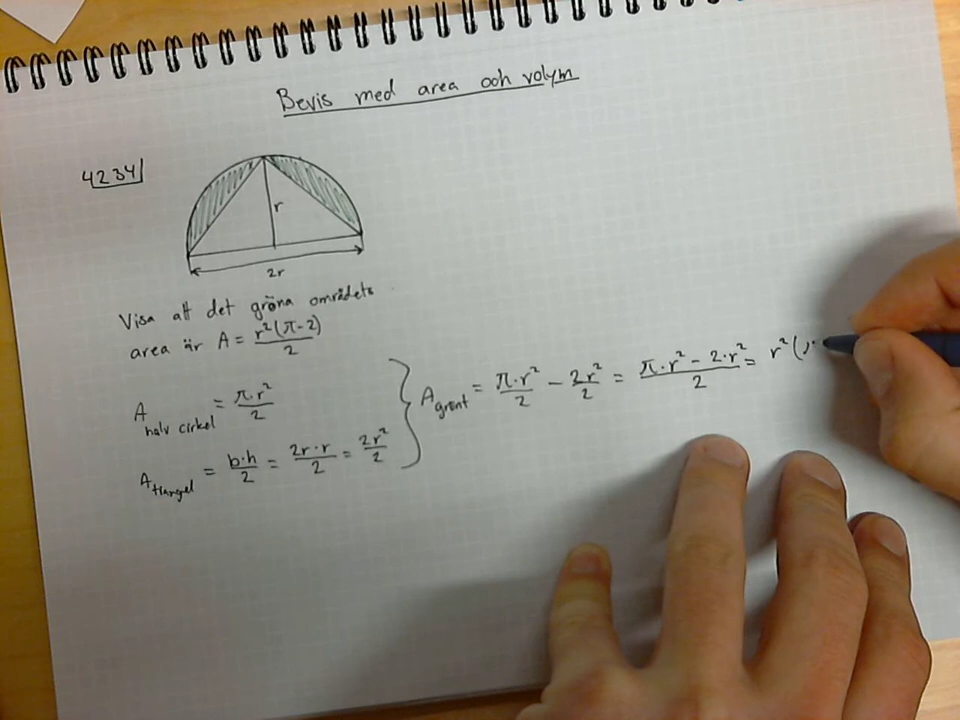 Bevis med area och volym
4234
r
2r
Visa att det gröna områdets
area är A = r²(π-2)/2
A halv cirkel = π·r²/2
A triangel = b·h/2 = 2r·r/2 = 2r²/2
A grönt = π·r²/2 - 2r²/2 = π·r² - 2·r²/2 = r²(